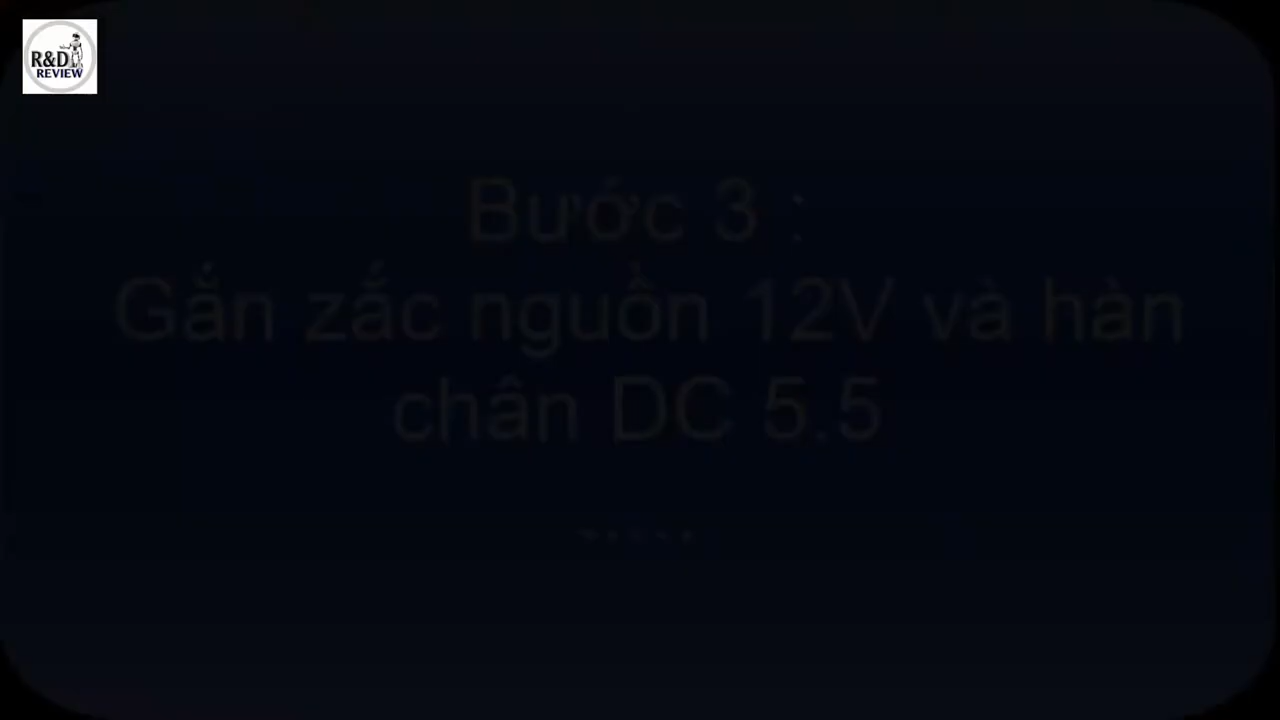 R&D
REVIEW
Bước 3 :
Gắn zắc nguồn 12V và hàn
chân DC 5.5
.....